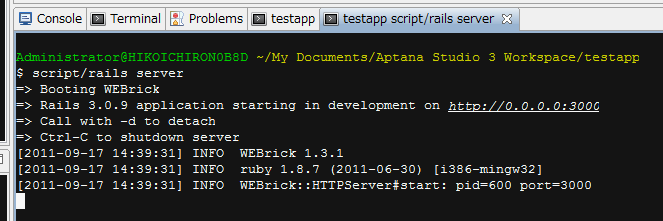 Console Terminal Problems testapp testapp script/rails server
Administrator@HIKOICHIRON0B8D ~/My Documents/Aptana Studio 3 Workspace/testapp
$ script/rails server
=> Booting WEBrick
=> Rails 3.0.9 application starting in development on http://0.0.0.0:3000
=> Call with -d to detach
=> Ctrl-C to shutdown server
[2011-09-17 14:39:31] INFO  WEBrick 1.3.1
[2011-09-17 14:39:31] INFO  ruby 1.8.7 (2011-06-30) [i386-mingw32]
[2011-09-17 14:39:31] INFO  WEBrick::HTTPServer#start: pid=600 port=3000